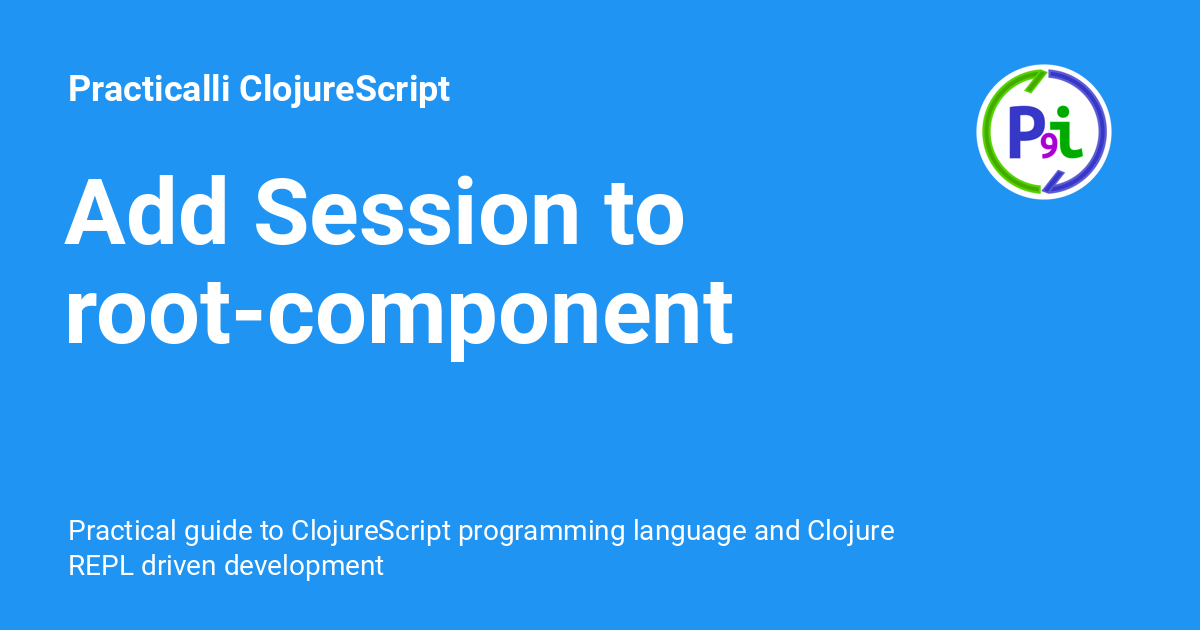 Practicalli ClojureScript
P9i
Add Session to
root-component
Practical guide to ClojureScript programming language and Clojure
REPL driven development